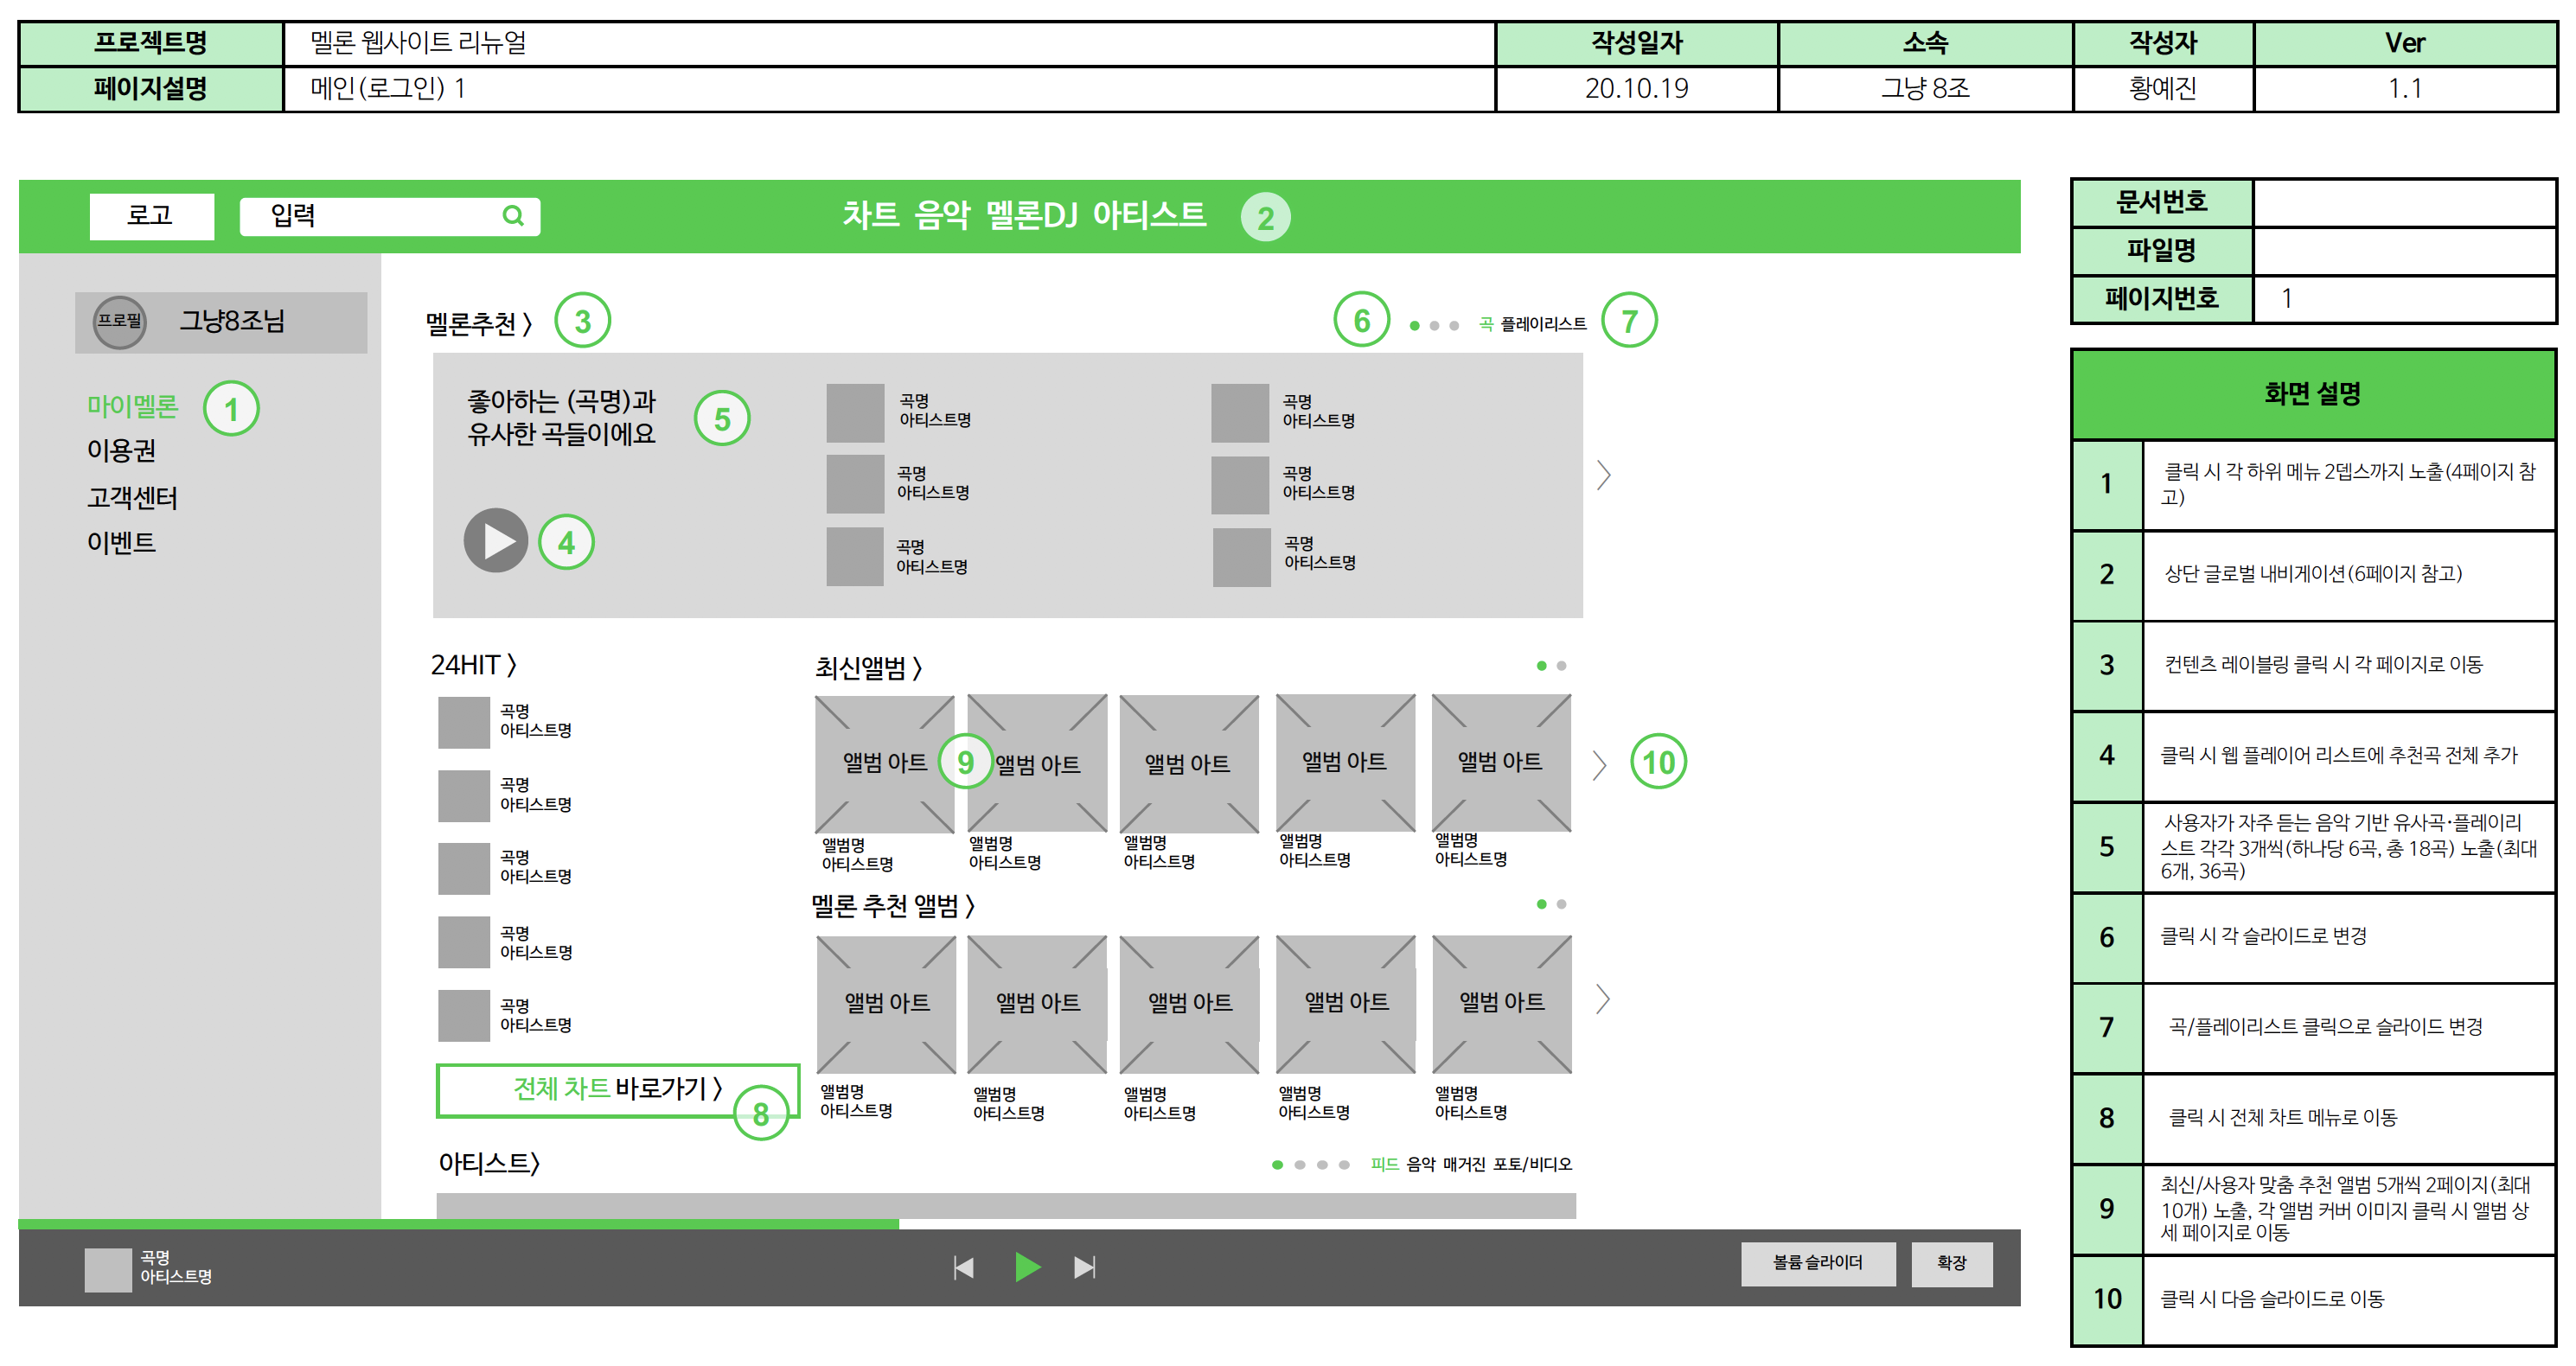 프로젝트명 멜론 웹사이트 리뉴얼 작성일자 소속 작성자 Ver
페이지설명 메인(로그인) 1 20.10.19 그냥 8조 황예진 1.1
로고 입력 차트 음악 멜론DJ 아티스트 2
프로필 그냥8조님
마이멜론 1
이용권
고객센터
이벤트
멜론추천 〉 3 6 곡 플레이리스트 7
좋아하는 (곡명)과
유사한 곡들이에요
5
4
곡명
아티스트명
곡명
아티스트명
곡명
아티스트명
곡명
아티스트명
곡명
아티스트명
곡명
아티스트명
24HIT 〉
곡명
아티스트명
곡명
아티스트명
곡명
아티스트명
곡명
아티스트명
곡명
아티스트명
전체 차트 바로가기 〉
8
최신앨범 〉
앨범 아트 9 앨범 아트 앨범 아트 앨범 아트 앨범 아트 10
앨범명 앨범명 앨범명 앨범명 앨범명
아티스트명 아티스트명 아티스트명 아티스트명 아티스트명
멜론 추천 앨범 〉
앨범 아트 앨범 아트 앨범 아트 앨범 아트 앨범 아트
앨범명 앨범명 앨범명 앨범명 앨범명
아티스트명 아티스트명 아티스트명 아티스트명 아티스트명
아티스트〉 피드 음악 매거진 포토/비디오
곡명
아티스트명
볼륨 슬라이더 확장
문서번호
파일명
페이지번호 1
화면 설명
1 클릭 시 각 하위 메뉴 2뎁스까지 노출(4페이지 참
고)
2 상단 글로벌 내비게이션(6페이지 참고)
3 컨텐츠 레이블링 클릭 시 각 페이지로 이동
4 클릭 시 웹 플레이어 리스트에 추천곡 전체 추가
5 사용자가 자주 듣는 음악 기반 유사곡·플레이리
스트 각각 3개씩(하나당 6곡, 총 18곡) 노출(최대
6개, 36곡)
6 클릭 시 각 슬라이드로 변경
7 곡/플레이리스트 클릭으로 슬라이드 변경
8 클릭 시 전체 차트 메뉴로 이동
9 최신/사용자 맞춤 추천 앨범 5개씩 2페이지(최대
10개) 노출, 각 앨범 커버 이미지 클릭 시 앨범 상
세 페이지로 이동
10 클릭 시 다음 슬라이드로 이동